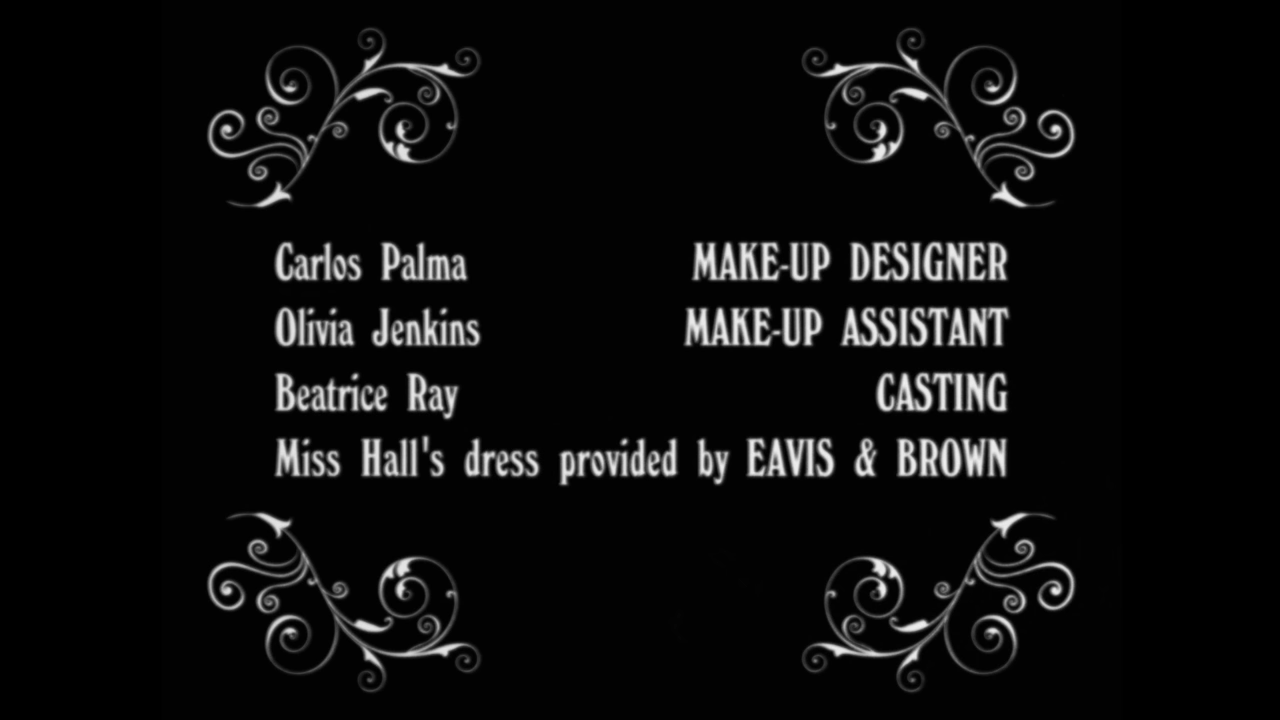 Carlos Palma MAKE-UP DESIGNER
Olivia Jenkins MAKE-UP ASSISTANT
Beatrice Ray CASTING
Miss Hall's dress provided by EAVIS & BROWN